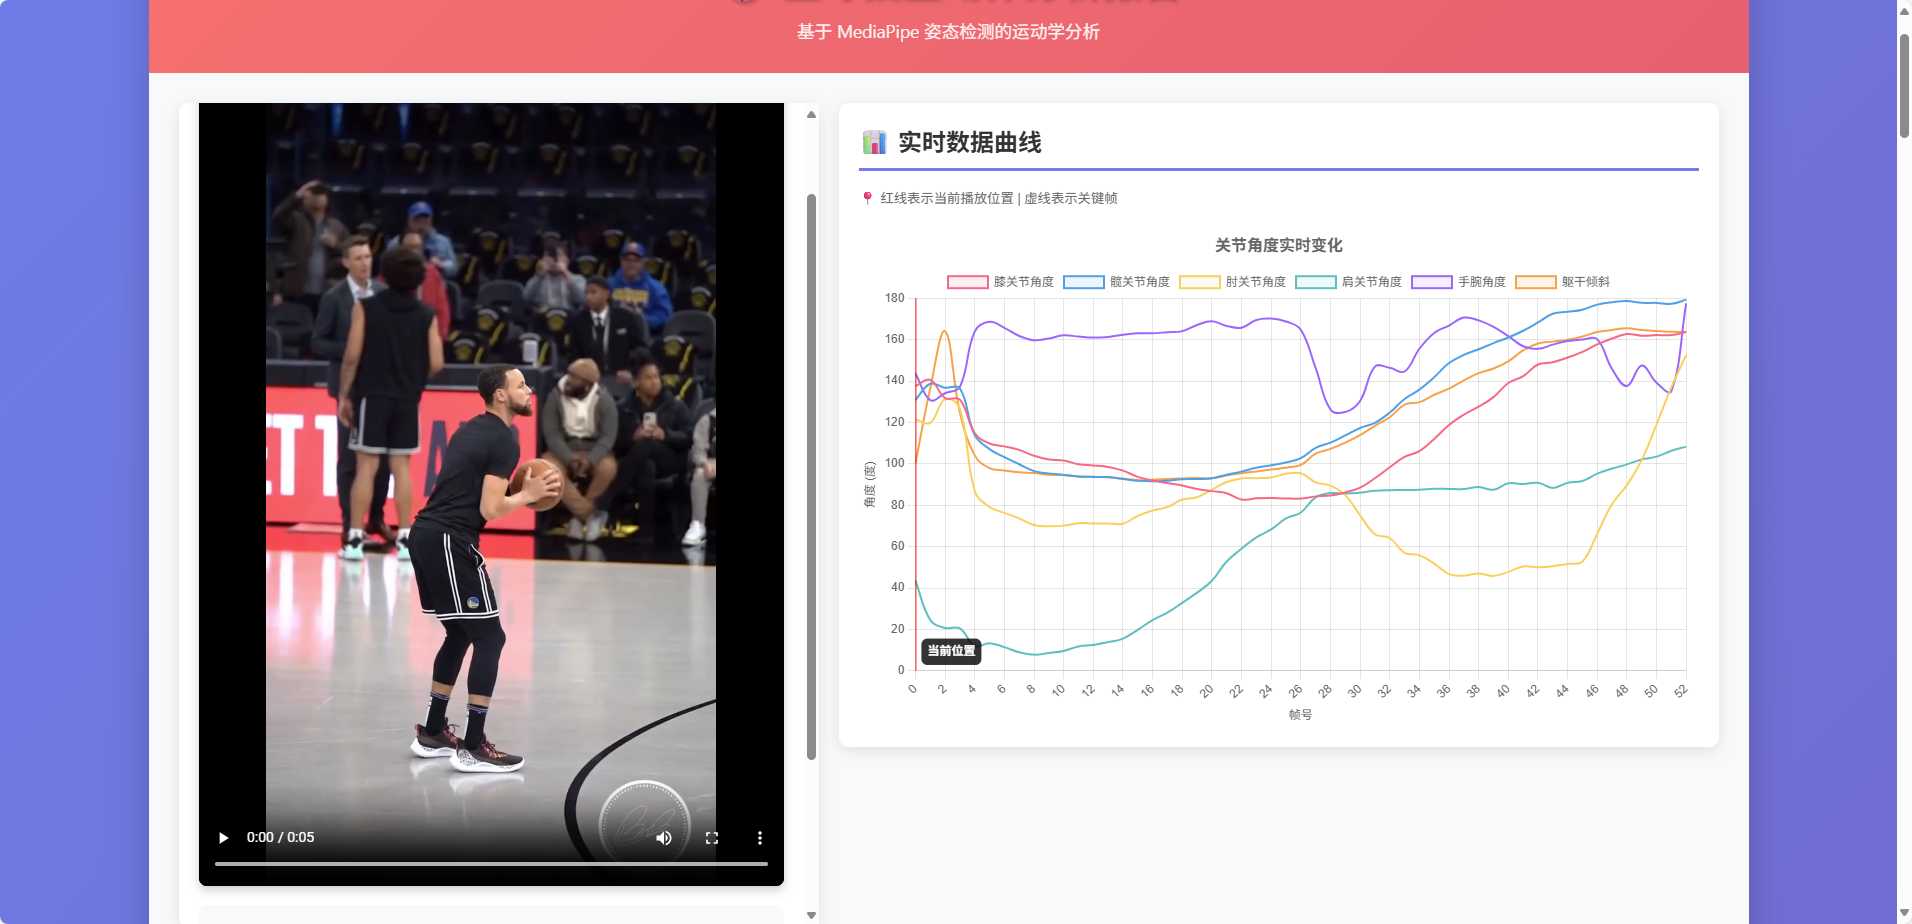 基于 MediaPipe 姿态检测的运动学分析
0:00 / 0:05
实时数据曲线
红线表示当前播放位置 | 虚线表示关键帧
关节角度实时变化
膝关节角度 髋关节角度 肘关节角度 肩关节角度 手腕角度 躯干倾斜
180
160
140
120
100
80
60
40
20
0
角度 (度)
当前位置
0 2 4 6 8 10 12 14 16 18 20 22 24 26 28 30 32 34 36 38 40 42 44 46 48 50 52
帧号